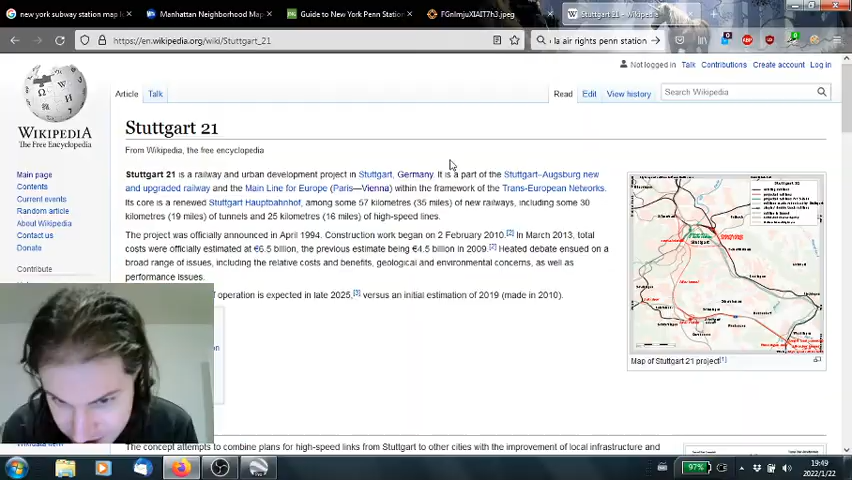 new york subway station map
Manhattan Neighborhood Map
Guide to New York Penn Station
FGnImjuXIAIT7h3.jpeg
Stuttgart 21 - Wikipedia
https://en.wikipedia.org/wiki/Stuttgart_21
la air rights penn station
Not logged in Talk Contributions Create account Log in
Article Talk Read Edit View history Search Wikipedia
WIKIPEDIA
The Free Encyclopedia
Main page
Contents
Current events
Random article
About Wikipedia
Contact us
Donate
Contribute
Stuttgart 21
From Wikipedia, the free encyclopedia
Stuttgart 21 is a railway and urban development project in Stuttgart, Germany. It is a part of the Stuttgart–Augsburg new
and upgraded railway and the Main Line for Europe (Paris—Vienna) within the framework of the Trans-European Networks.
Its core is a renewed Stuttgart Hauptbahnhof, among some 57 kilometres (35 miles) of new railways, including some 30
kilometres (19 miles) of tunnels and 25 kilometres (16 miles) of high-speed lines.
The project was officially announced in April 1994. Construction work began on 2 February 2010.[2] In March 2013, total
costs were officially estimated at €6.5 billion, the previous estimate being €4.5 billion in 2009.[2] Heated debate ensued on a
broad range of issues, including the relative costs and benefits, geological and environmental concerns, as well as
performance issues.
of operation is expected in late 2025,[3] versus an initial estimation of 2019 (made in 2010).
Map of Stuttgart 21 project[1]
The concept attempts to combine plans for high-speed links from Stuttgart to other cities with the improvement of local infrastructure and
97%
19:49
2022/1/22